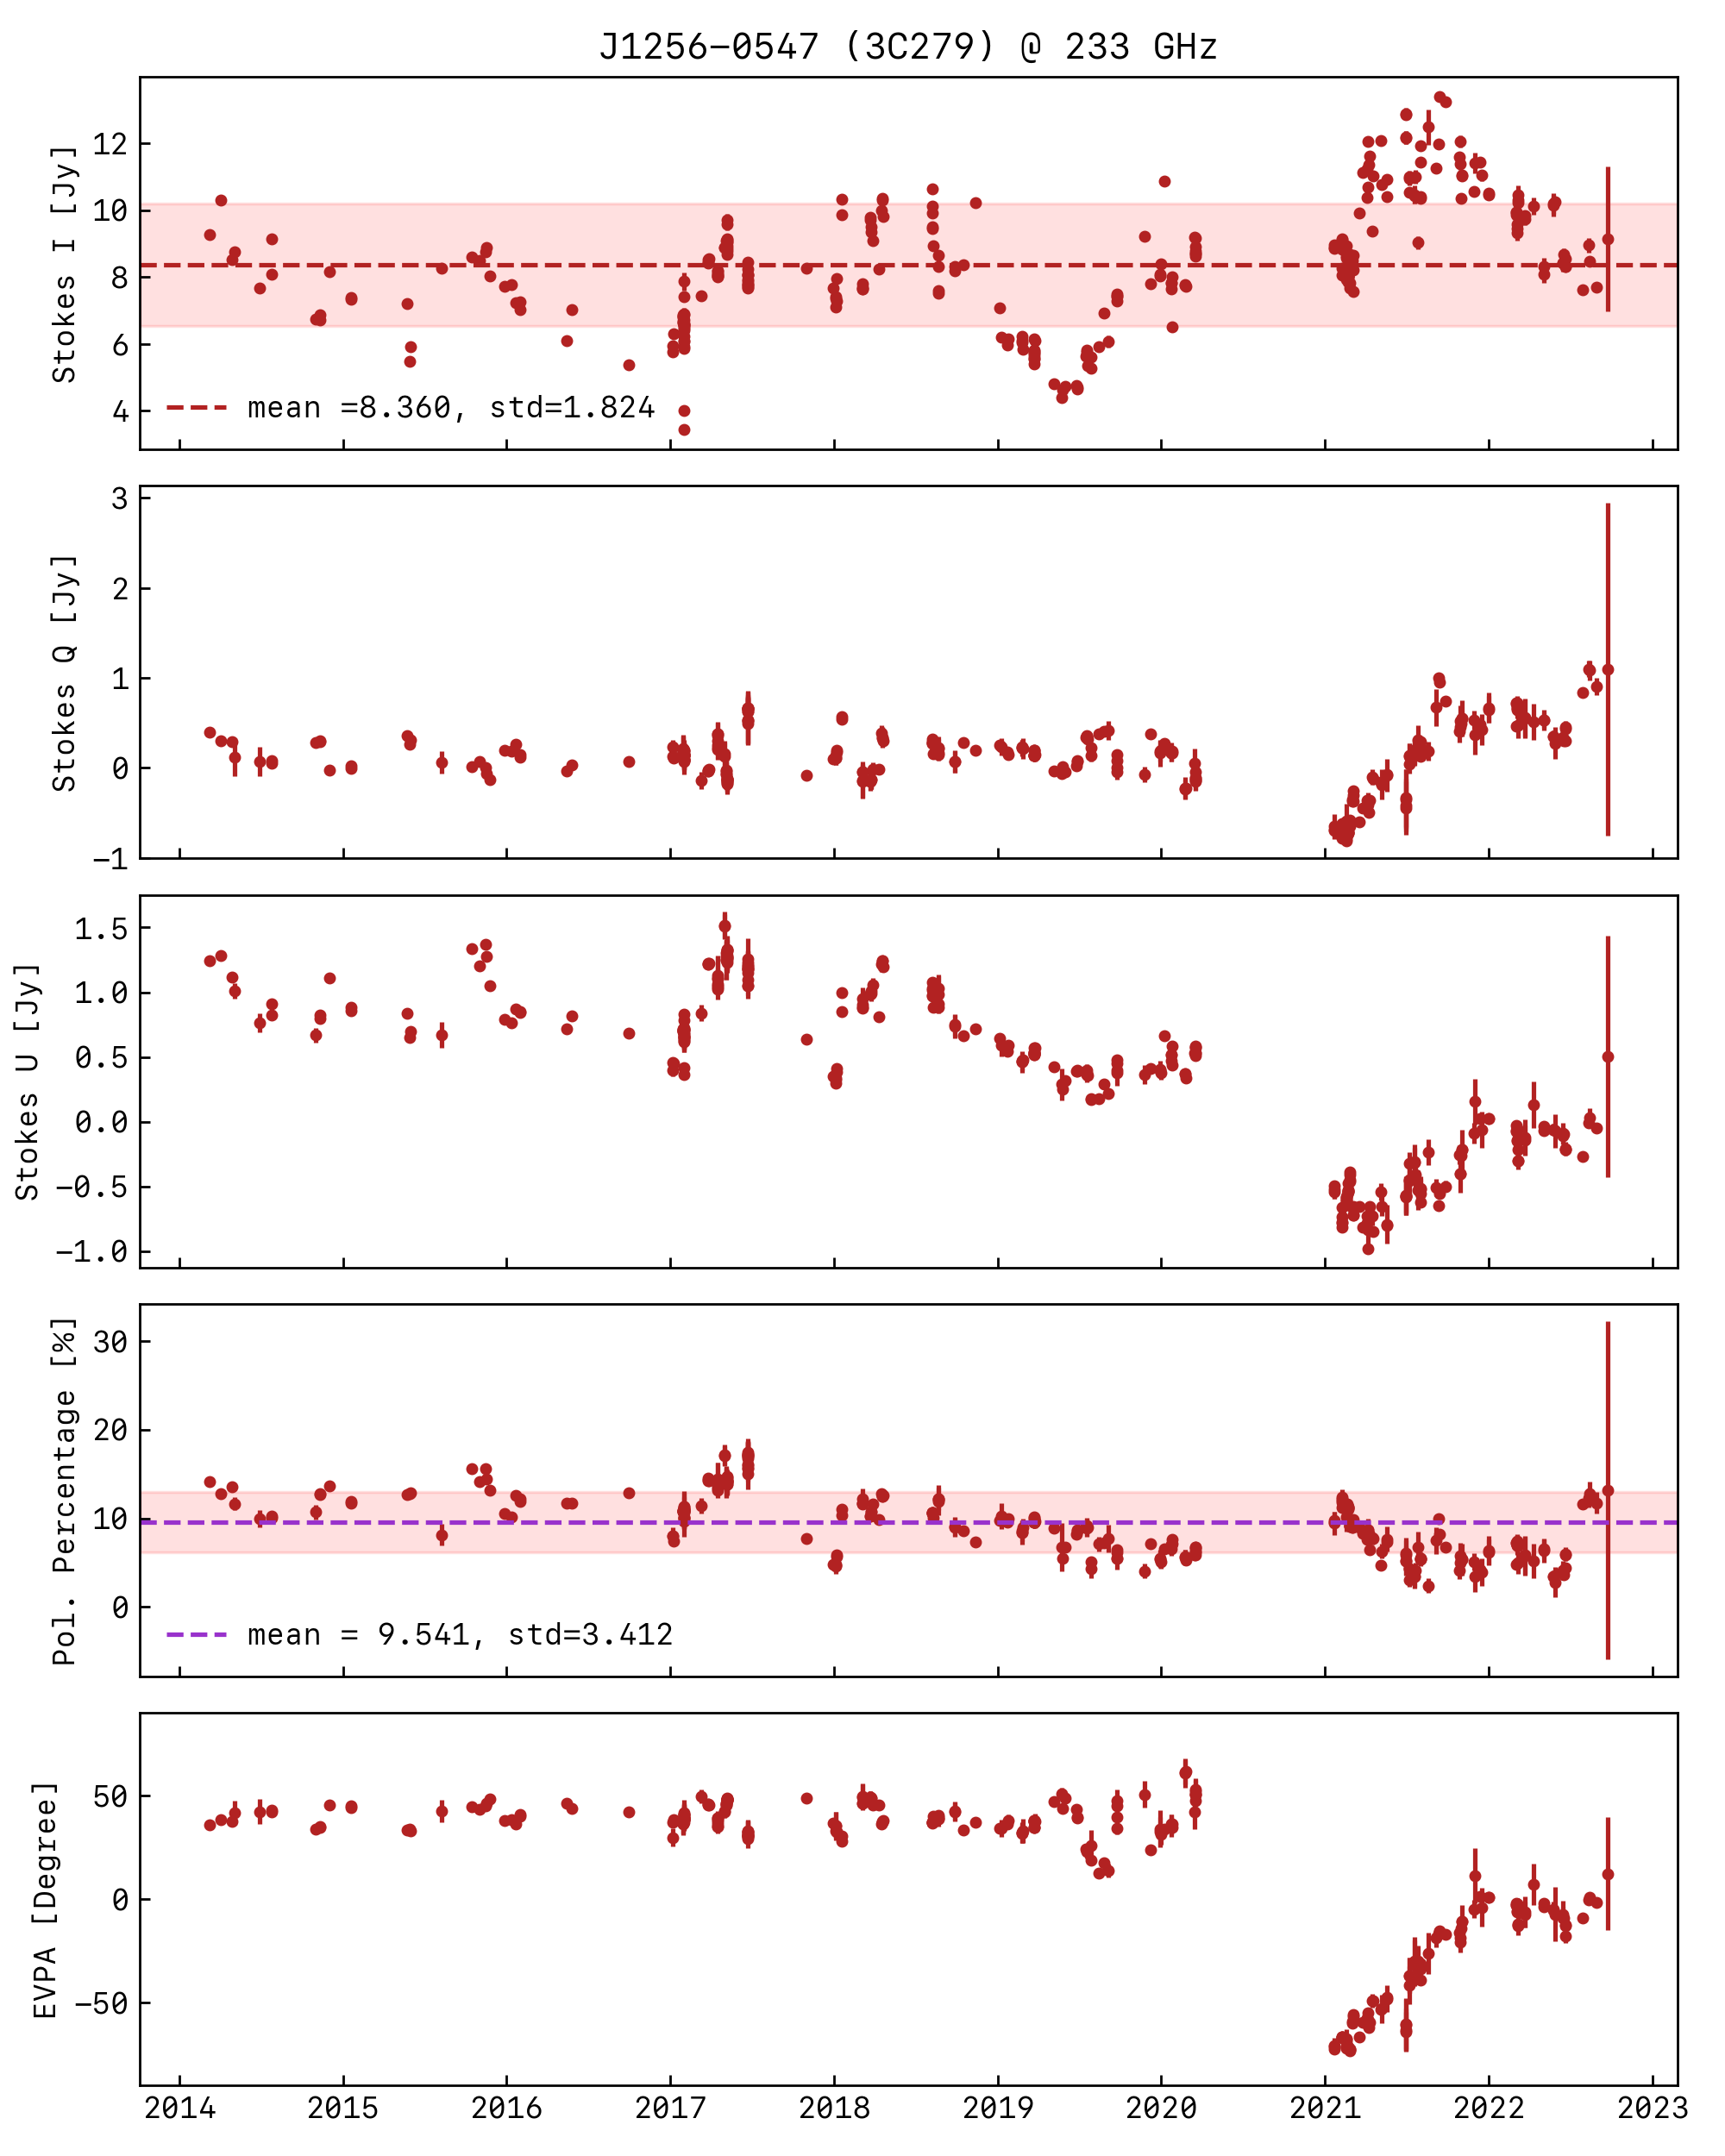 J1256−0547 (3C279) @ 233 GHz
Stokes I [Jy]
12
10
8
6
4
mean =8.360, std=1.824
Stokes Q [Jy]
3
2
1
0
−1
Stokes U [Jy]
1.5
1.0
0.5
0.0
−0.5
−1.0
Pol. Percentage [%]
30
20
10
0
mean = 9.541, std=3.412
EVPA [Degree]
50
0
−50
2014 2015 2016 2017 2018 2019 2020 2021 2022 2023